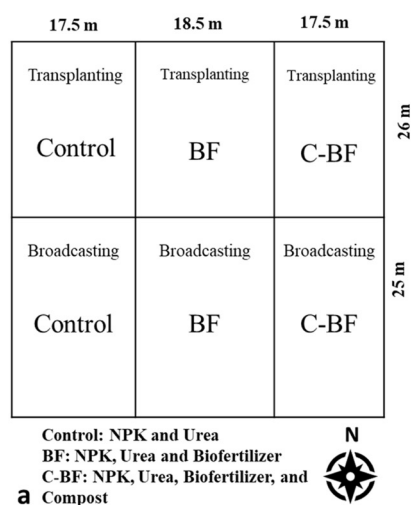 17.5 m 18.5 m 17.5 m
Transplanting Transplanting Transplanting
Control BF C-BF
26 m
Broadcasting Broadcasting Broadcasting
Control BF C-BF
25 m
Control: NPK and Urea
BF: NPK, Urea and Biofertilizer
C-BF: NPK, Urea, Biofertilizer, and
Compost
N
a